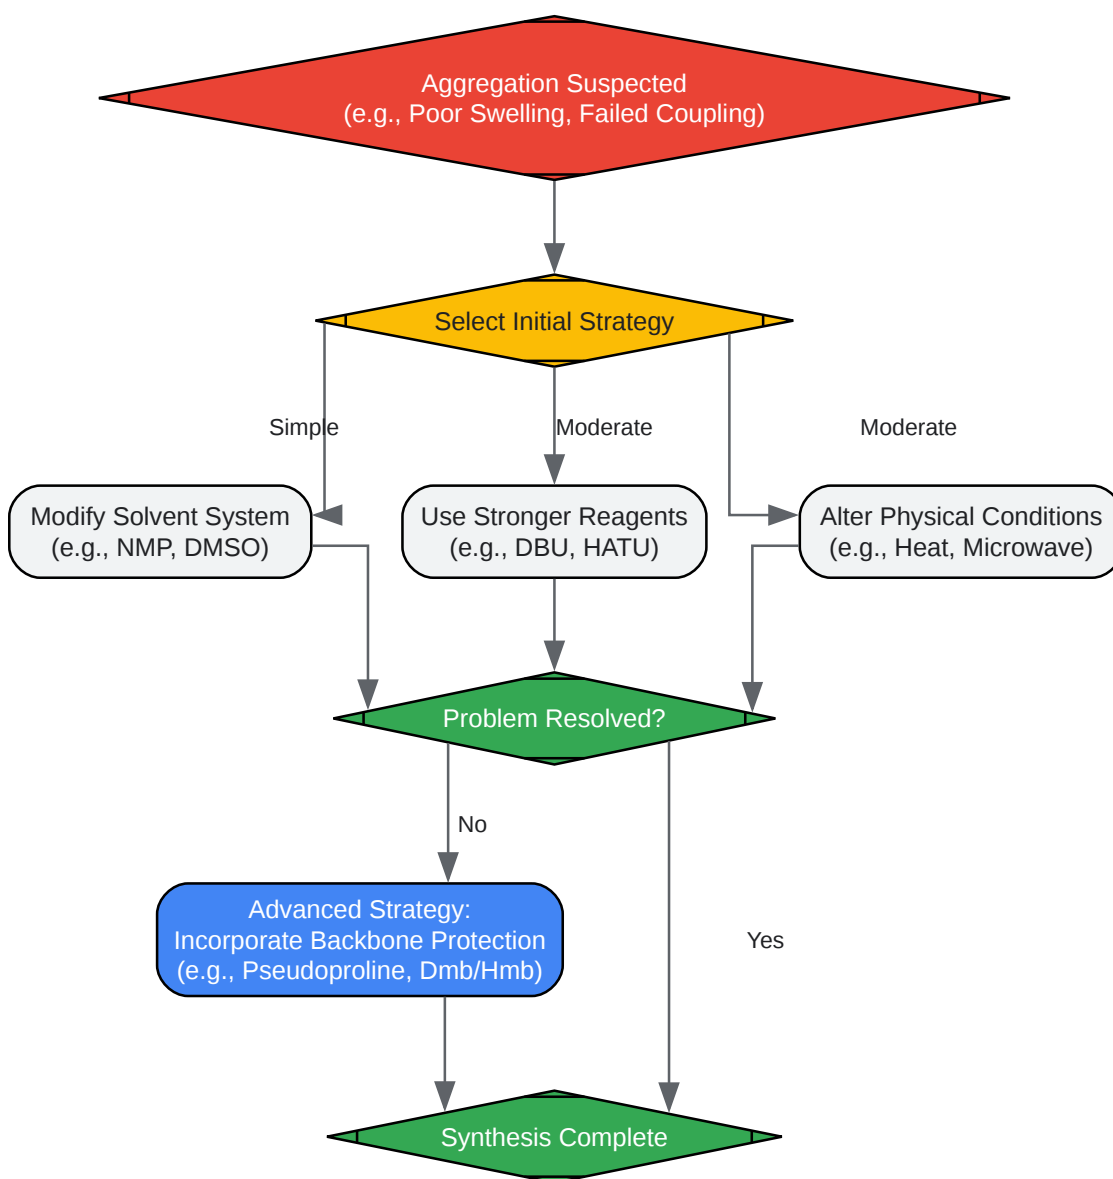 Aggregation Suspected
(e.g., Poor Swelling, Failed Coupling)
Select Initial Strategy
Simple
Moderate
Moderate
Modify Solvent System
(e.g., NMP, DMSO)
Use Stronger Reagents
(e.g., DBU, HATU)
Alter Physical Conditions
(e.g., Heat, Microwave)
Problem Resolved?
No
Advanced Strategy:
Incorporate Backbone Protection
(e.g., Pseudoproline, Dmb/Hmb)
Yes
Synthesis Complete